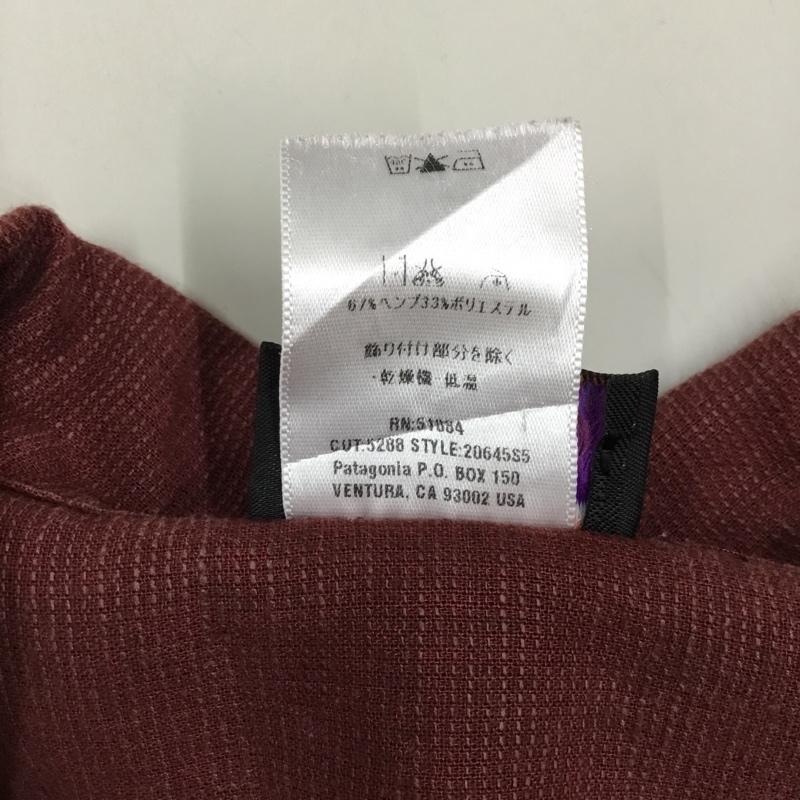 67%ヘンプ33%ポリエステル
飾り付け部分を除く
・乾燥機 低温
RN:51884
CUT:5288 STYLE:20645S5
Patagonia P.O. BOX 150
VENTURA, CA 93002 USA